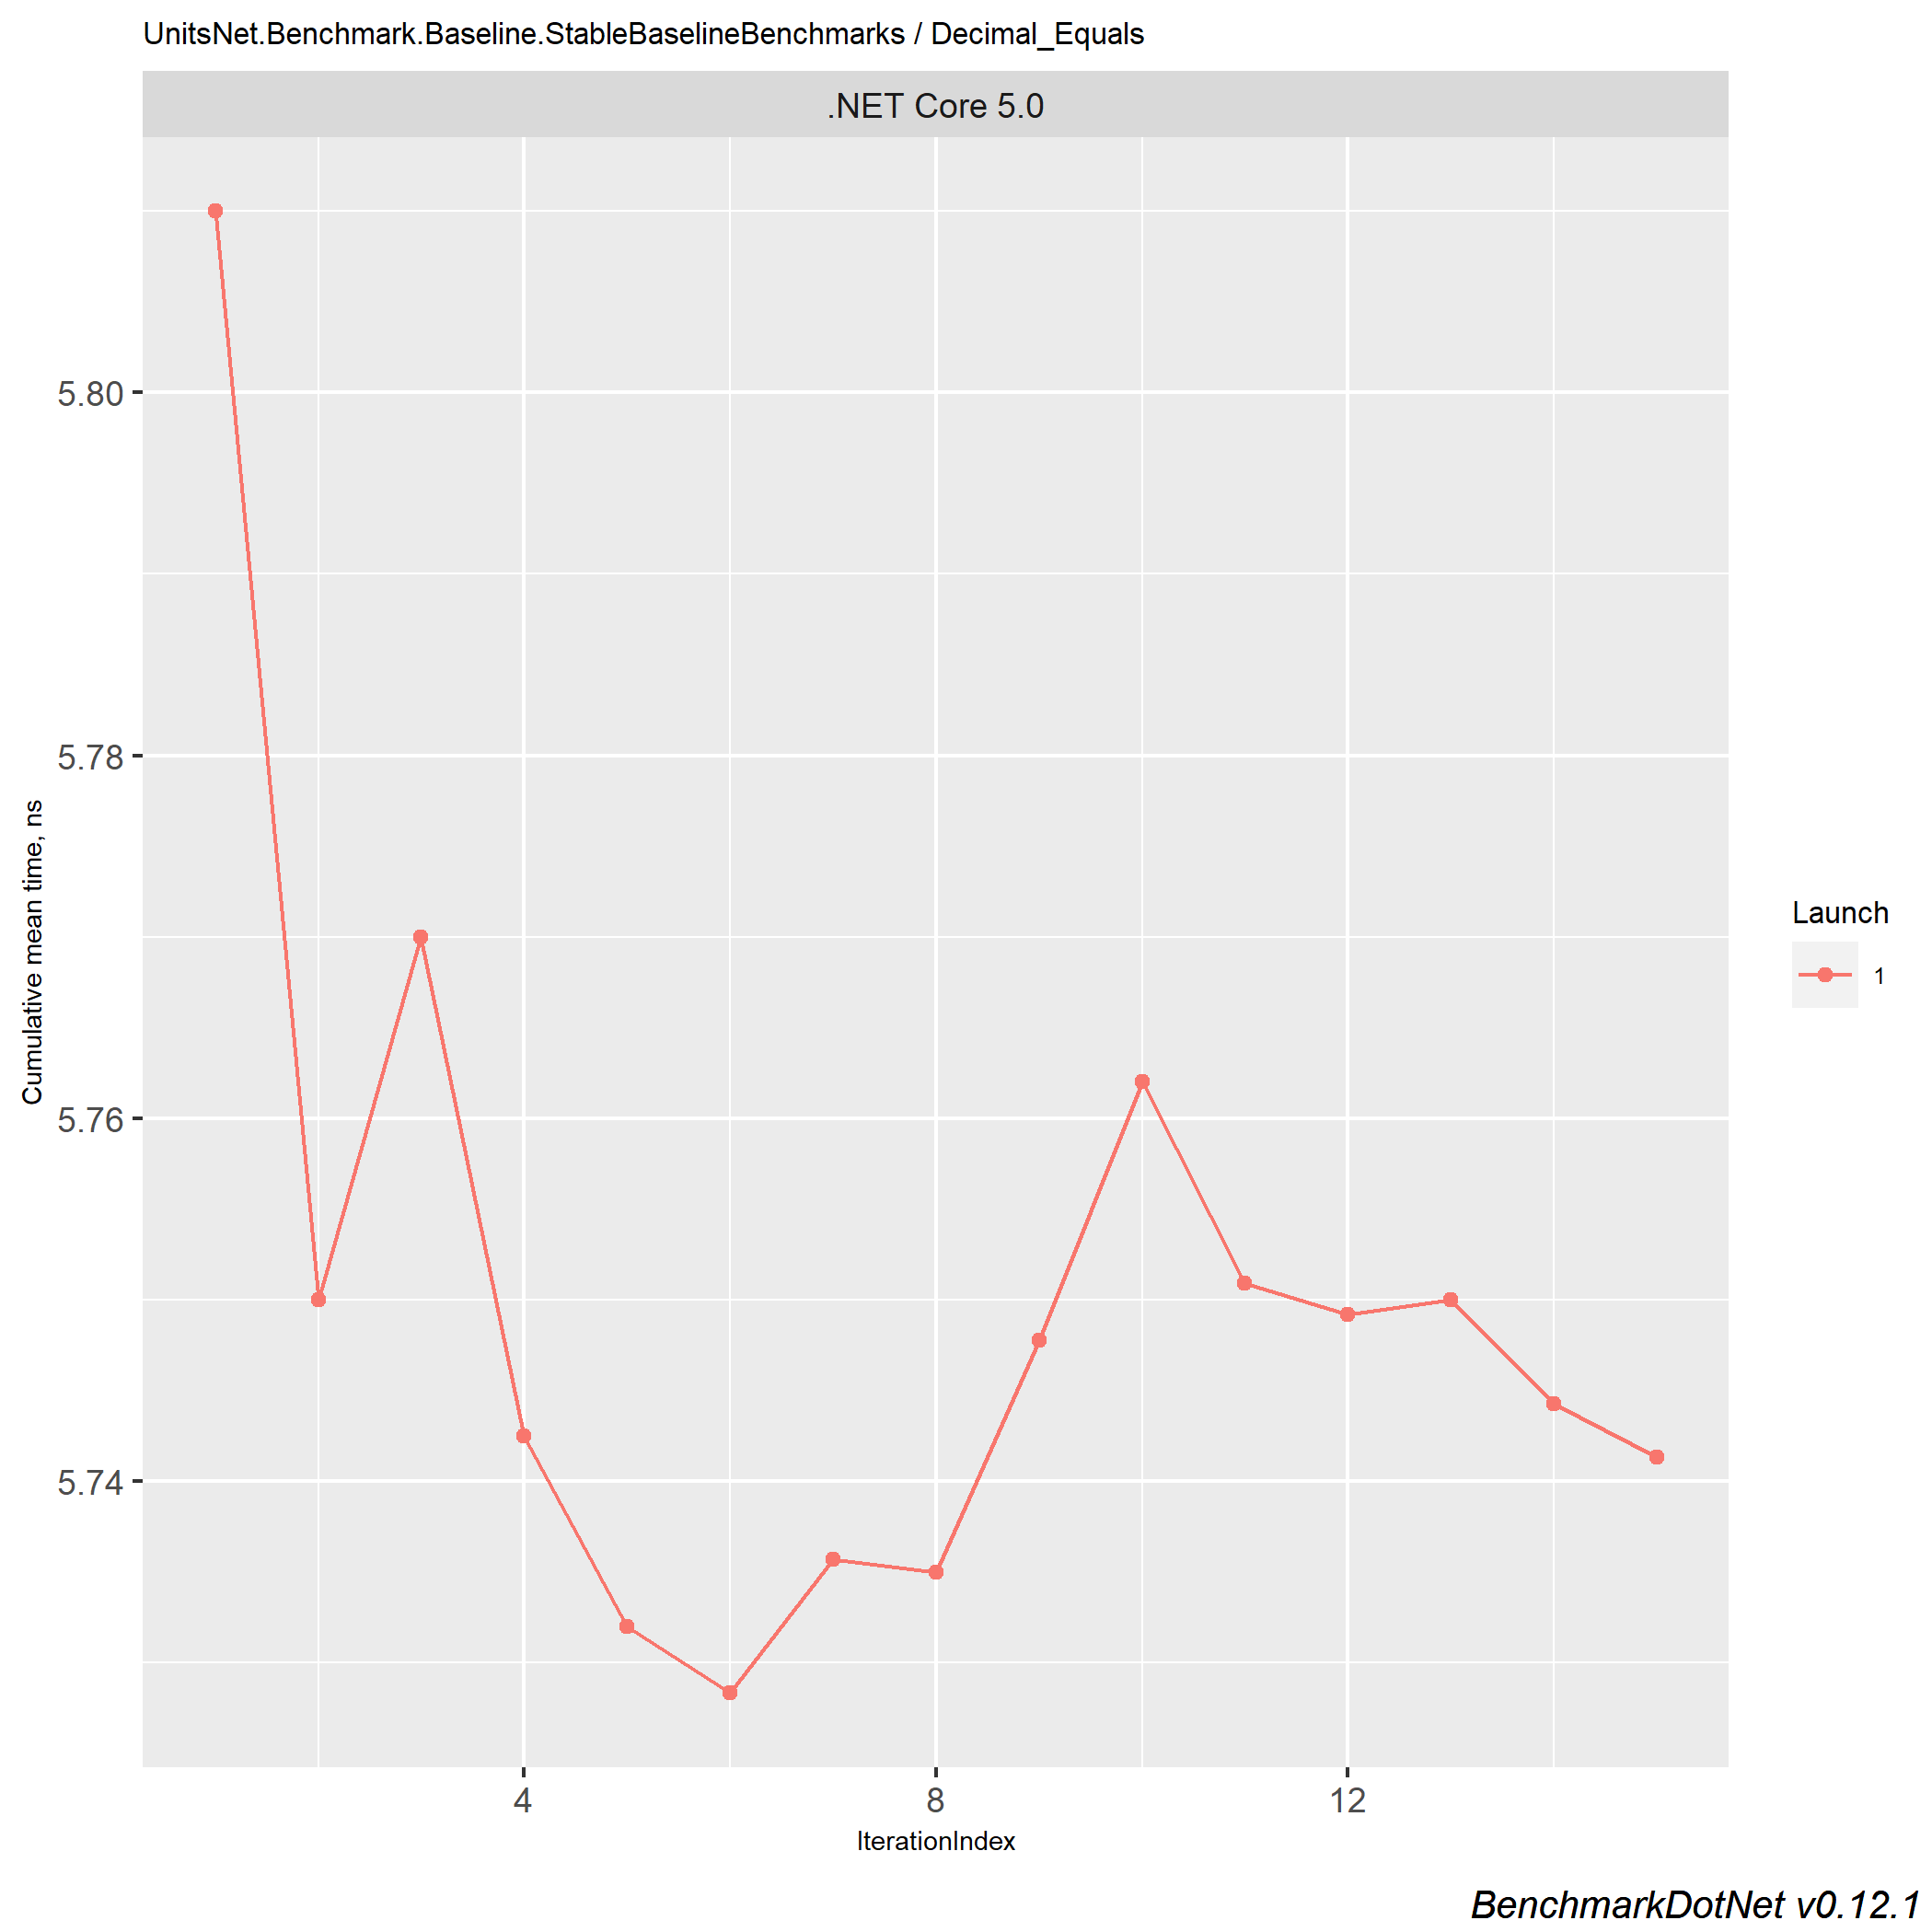 UnitsNet.Benchmark.Baseline.StableBaselineBenchmarks / Decimal_Equals
.NET Core 5.0
5.80
5.78
5.76
5.74
Cumulative mean time, ns
4
8
12
IterationIndex
Launch
1
BenchmarkDotNet v0.12.1